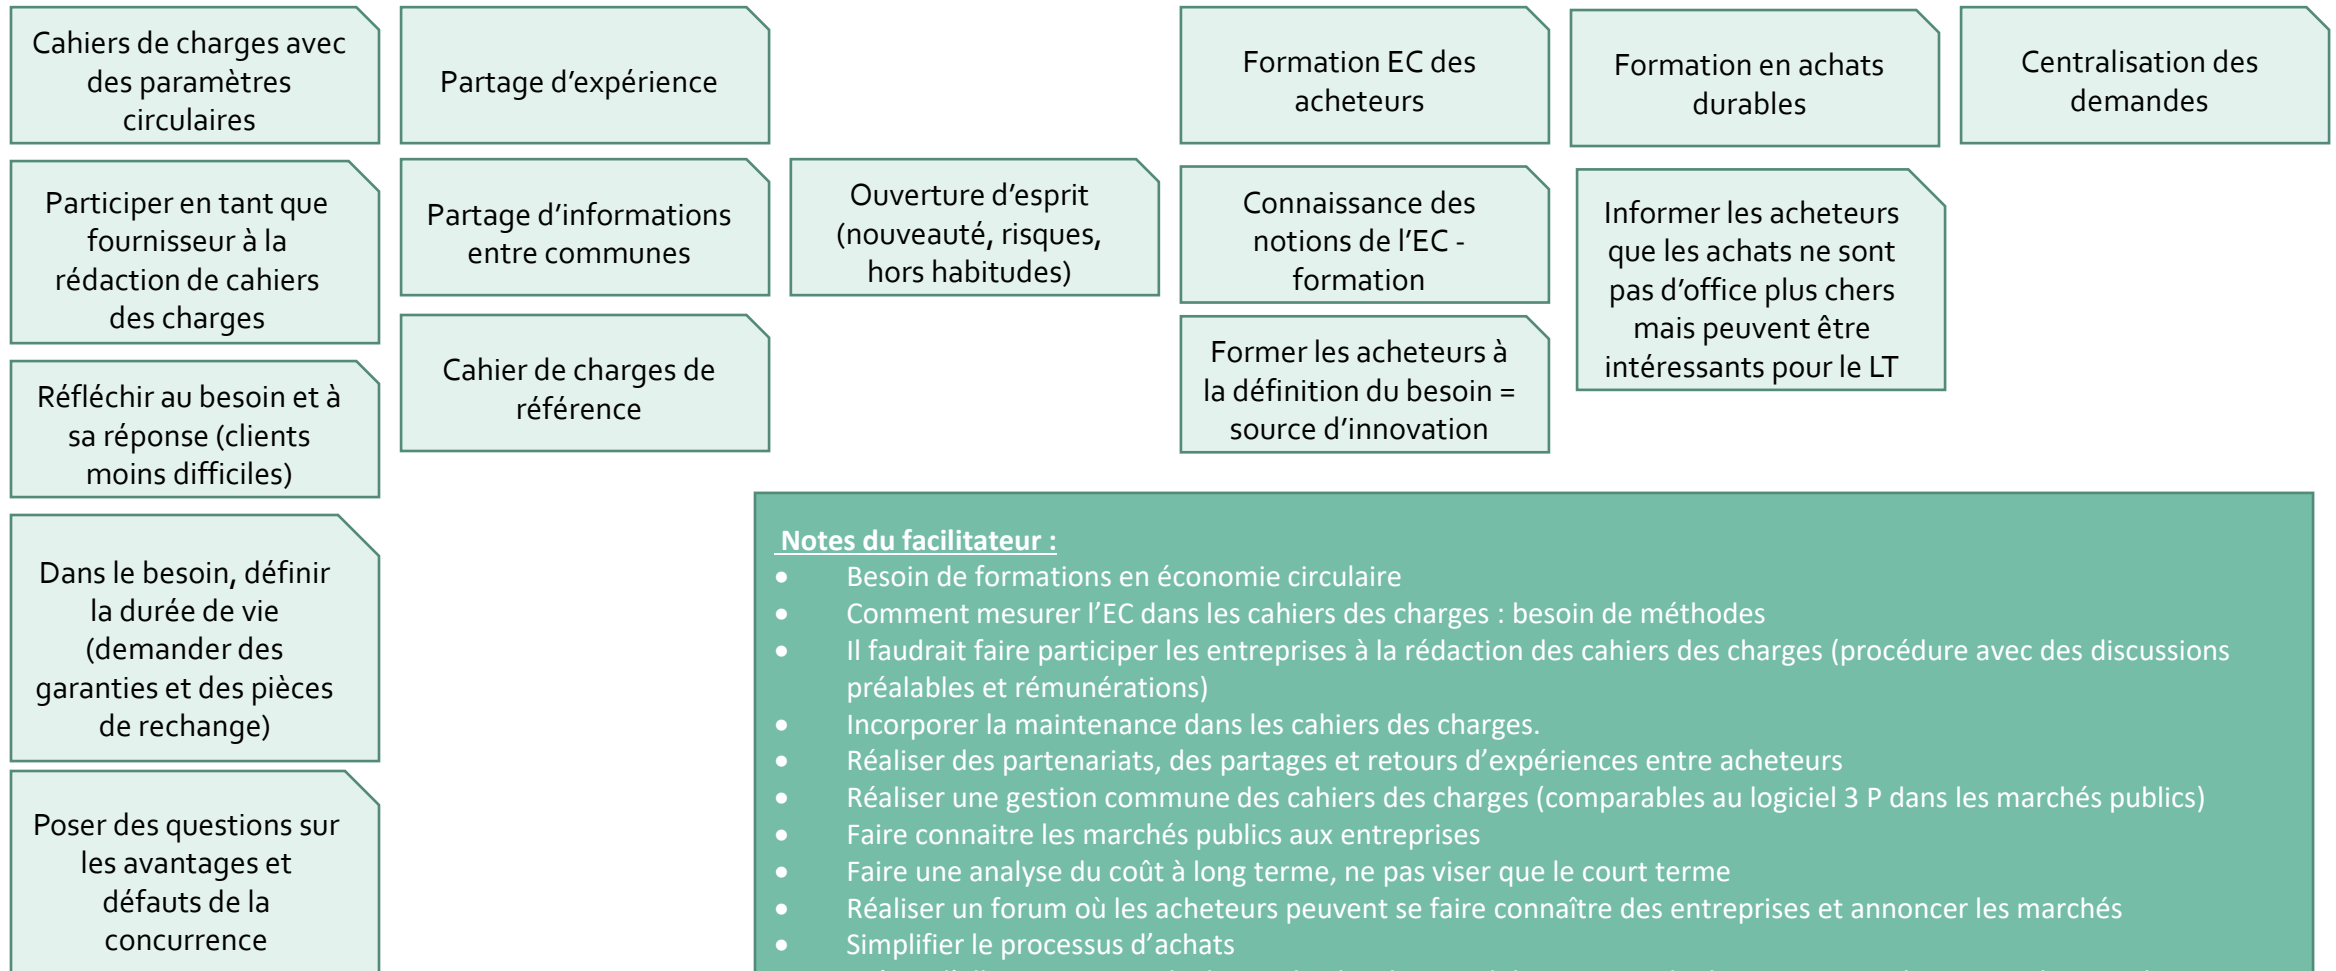 Cahiers de charges avec
des paramètres
circulaires
Participer en tant que
fournisseur à la
rédaction de cahiers
des charges
Réfléchir au besoin et à
sa réponse (clients
moins difficiles)
Dans le besoin, définir
la durée de vie
(demander des
garanties et des pièces
de rechange)
Poser des questions sur
les avantages et
défauts de la
concurrence
Partage d’expérience
Partage d’informations
entre communes
Cahier de charges de
référence
Ouverture d’esprit
(nouveauté, risques,
hors habitudes)
Formation EC des
acheteurs
Connaissance des
notions de l’EC -
formation
Former les acheteurs à
la définition du besoin =
source d’innovation
Formation en achats
durables
Informer les acheteurs
que les achats ne sont
pas d’office plus chers
mais peuvent être
intéressants pour le LT
Centralisation des
demandes
Notes du facilitateur :
• Besoin de formations en économie circulaire
• Comment mesurer l’EC dans les cahiers des charges : besoin de méthodes
• Il faudrait faire participer les entreprises à la rédaction des cahiers des charges (procédure avec des discussions
préalables et rémunérations)
• Incorporer la maintenance dans les cahiers des charges.
• Réaliser des partenariats, des partages et retours d’expériences entre acheteurs
• Réaliser une gestion commune des cahiers des charges (comparables au logiciel 3 P dans les marchés publics)
• Faire connaitre les marchés publics aux entreprises
• Faire une analyse du coût à long terme, ne pas viser que le court terme
• Réaliser un forum où les acheteurs peuvent se faire connaître des entreprises et annoncer les marchés
• Simplifier le processus d’achats